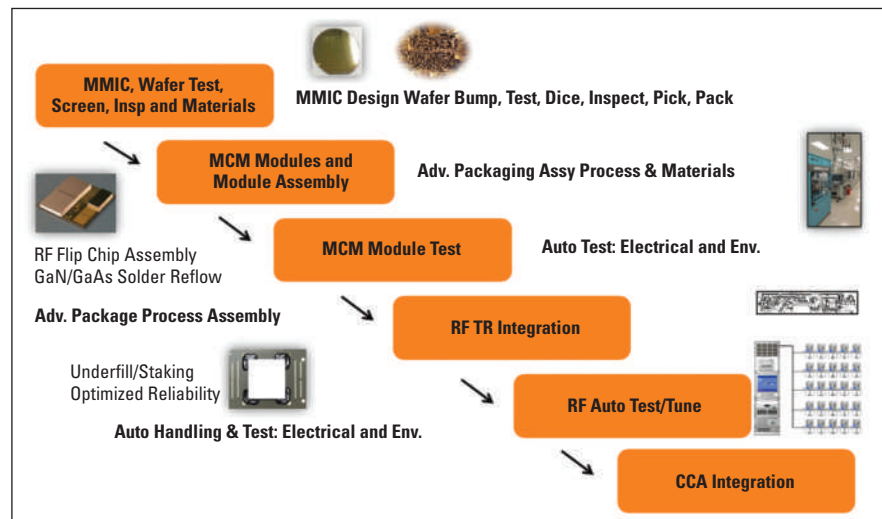 MMIC, Wafer Test,
Screen, Insp and Materials
MMIC Design Wafer Bump, Test, Dice, Inspect, Pick, Pack
MCM Modules and
Module Assembly
Adv. Packaging Assy Process & Materials
RF Flip Chip Assembly
GaN/GaAs Solder Reflow
MCM Module Test
Auto Test: Electrical and Env.
Adv. Package Process Assembly
RF TR Integration
Underfill/Staking
Optimized Reliability
RF Auto Test/Tune
Auto Handling & Test: Electrical and Env.
CCA Integration